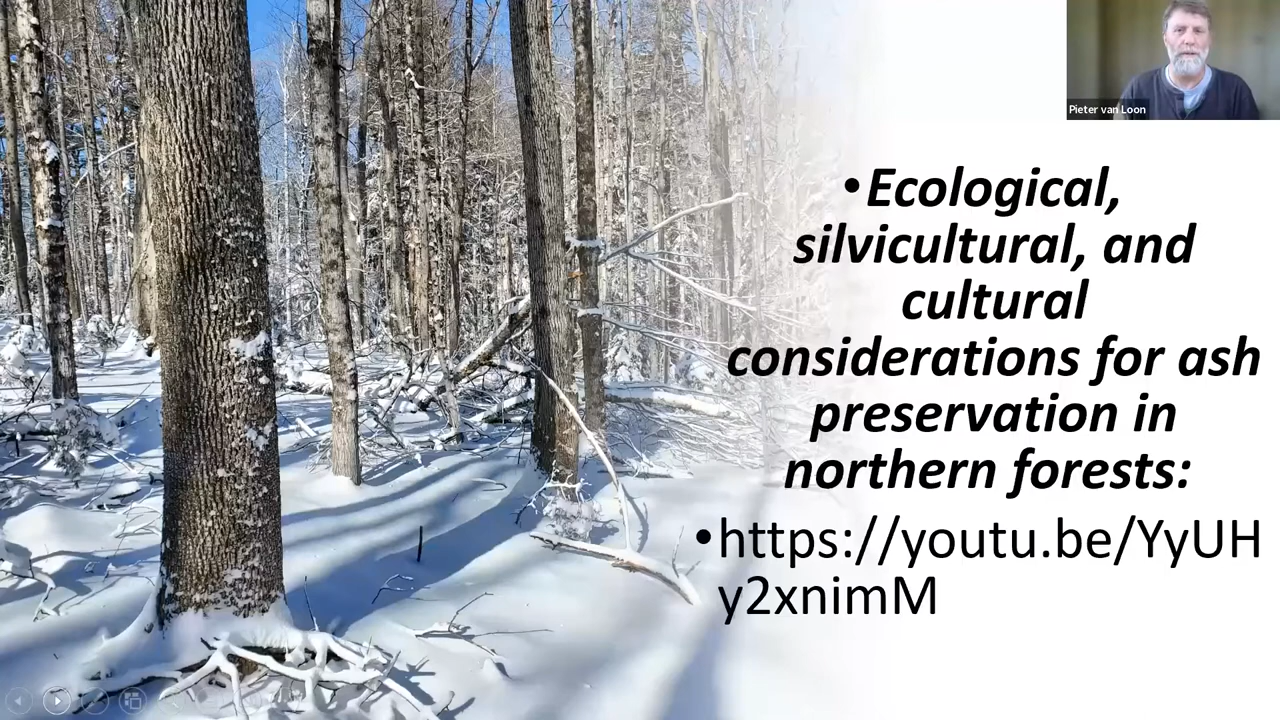 Pieter van Loon
•Ecological,
silvicultural, and
cultural
considerations for ash
preservation in
northern forests:
•https://youtu.be/YyUH
y2xnimM